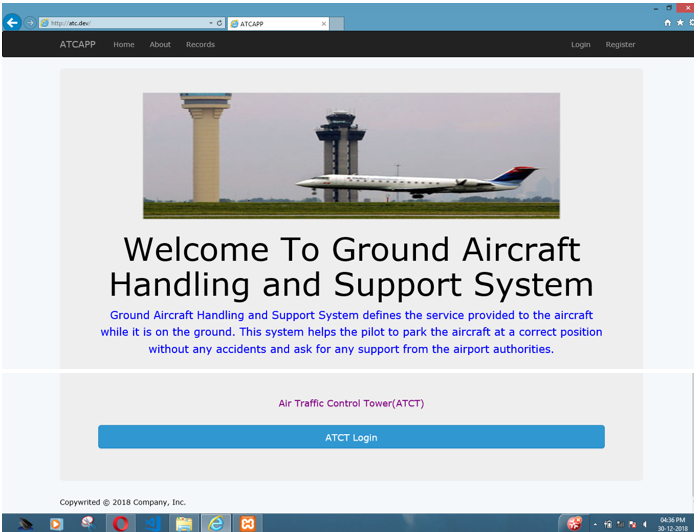 http://atc.dev/
ATCAPP
ATCAPP Home About Records Login Register
Welcome To Ground Aircraft
Handling and Support System
Ground Aircraft Handling and Support System defines the service provided to the aircraft
while it is on the ground. This system helps the pilot to park the aircraft at a correct position
without any accidents and ask for any support from the airport authorities.
Air Traffic Control Tower(ATCT)
ATCT Login
Copywrited © 2018 Company, Inc.
04:36 PM
30-12-2018